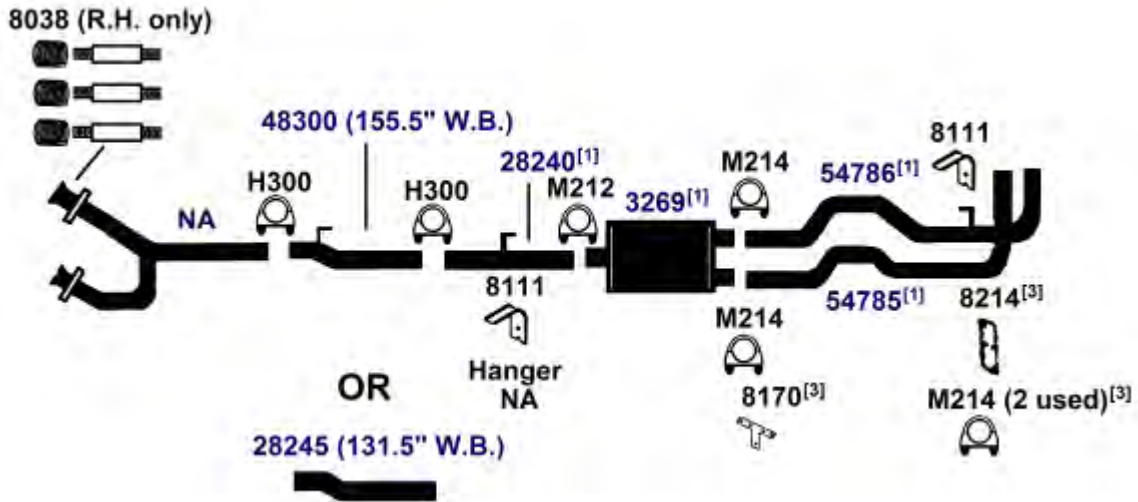 8038 (R.H. only)
48300 (155.5" W.B.)
8111
H300
28240[1]
M214
54786[1]
NA
H300
M212
3269[1]
8111
54785[1]
8214[3]
M214
Hanger
NA
OR
8170[3]
M214 (2 used)[3]
28245 (131.5" W.B.)